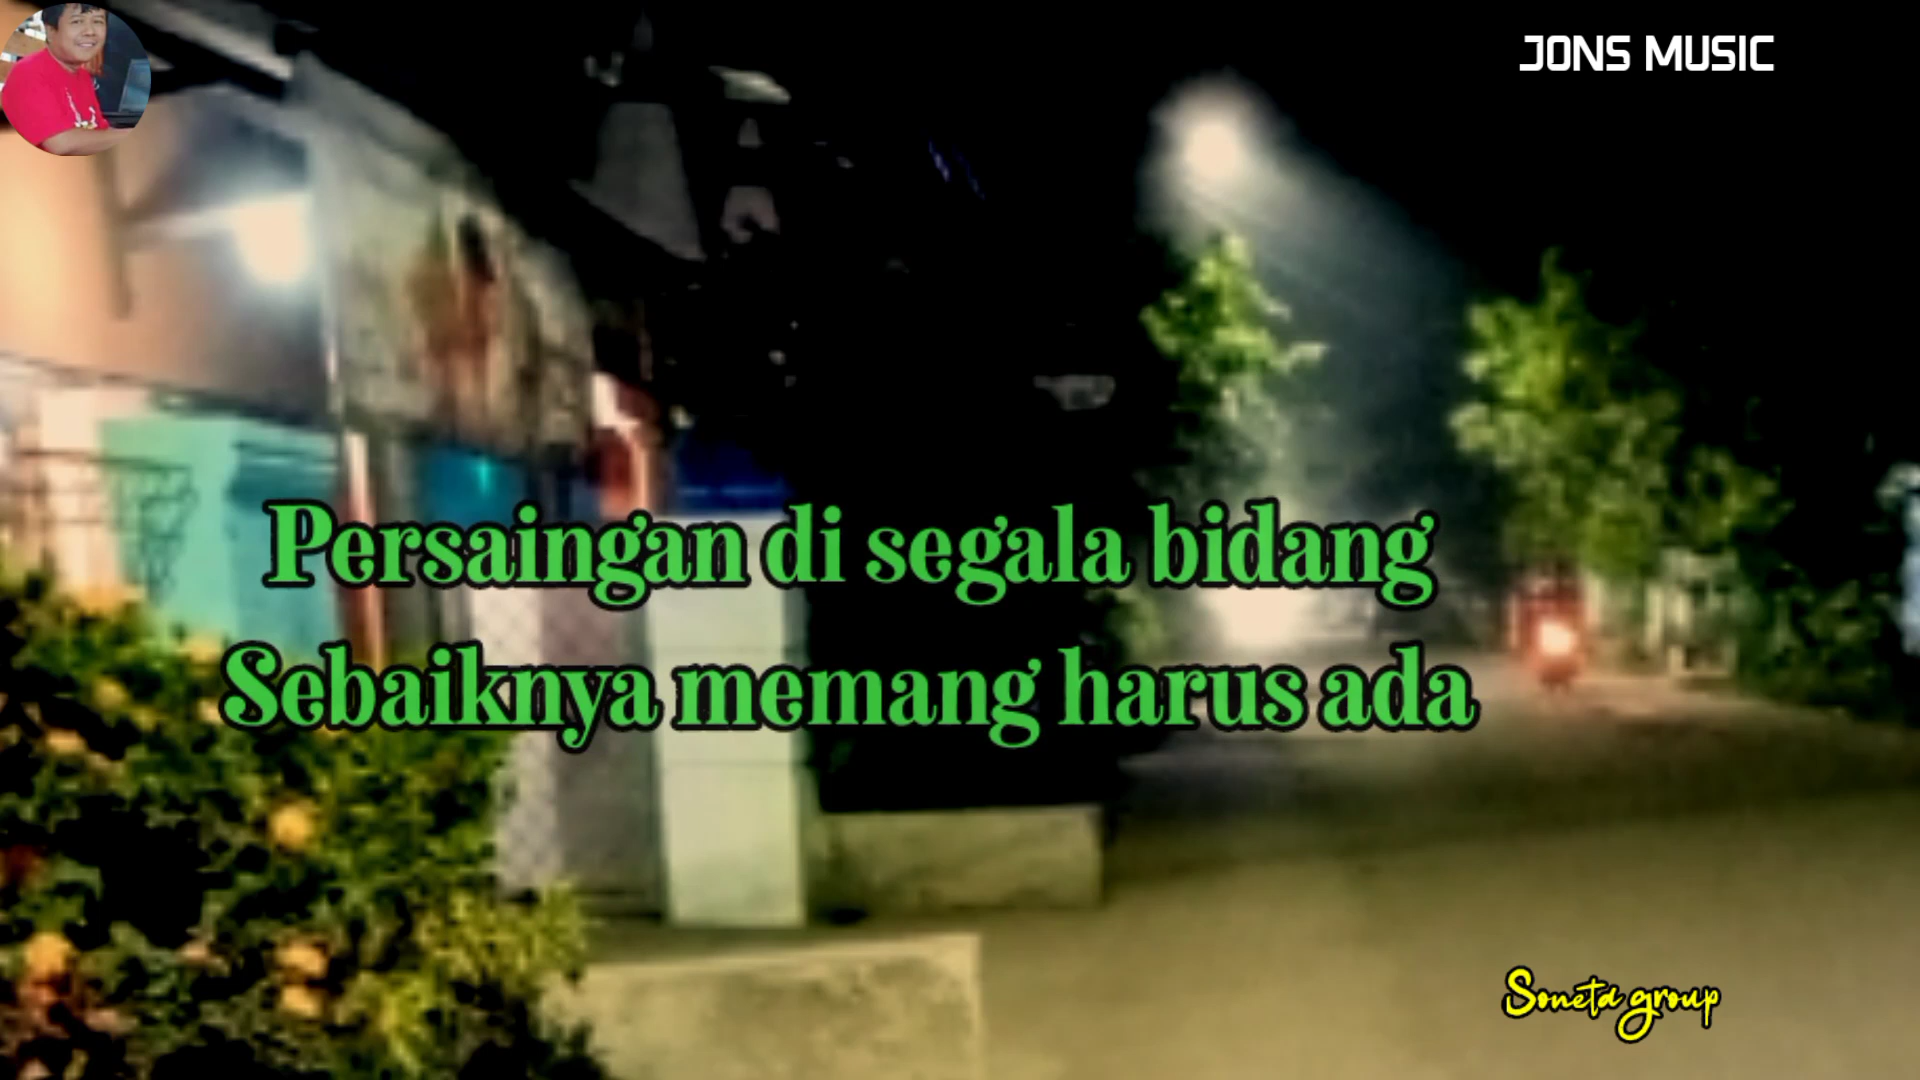 JONS MUSIC
Persaingan di segala bidang
Sebaiknya memang harus ada
Soneta group